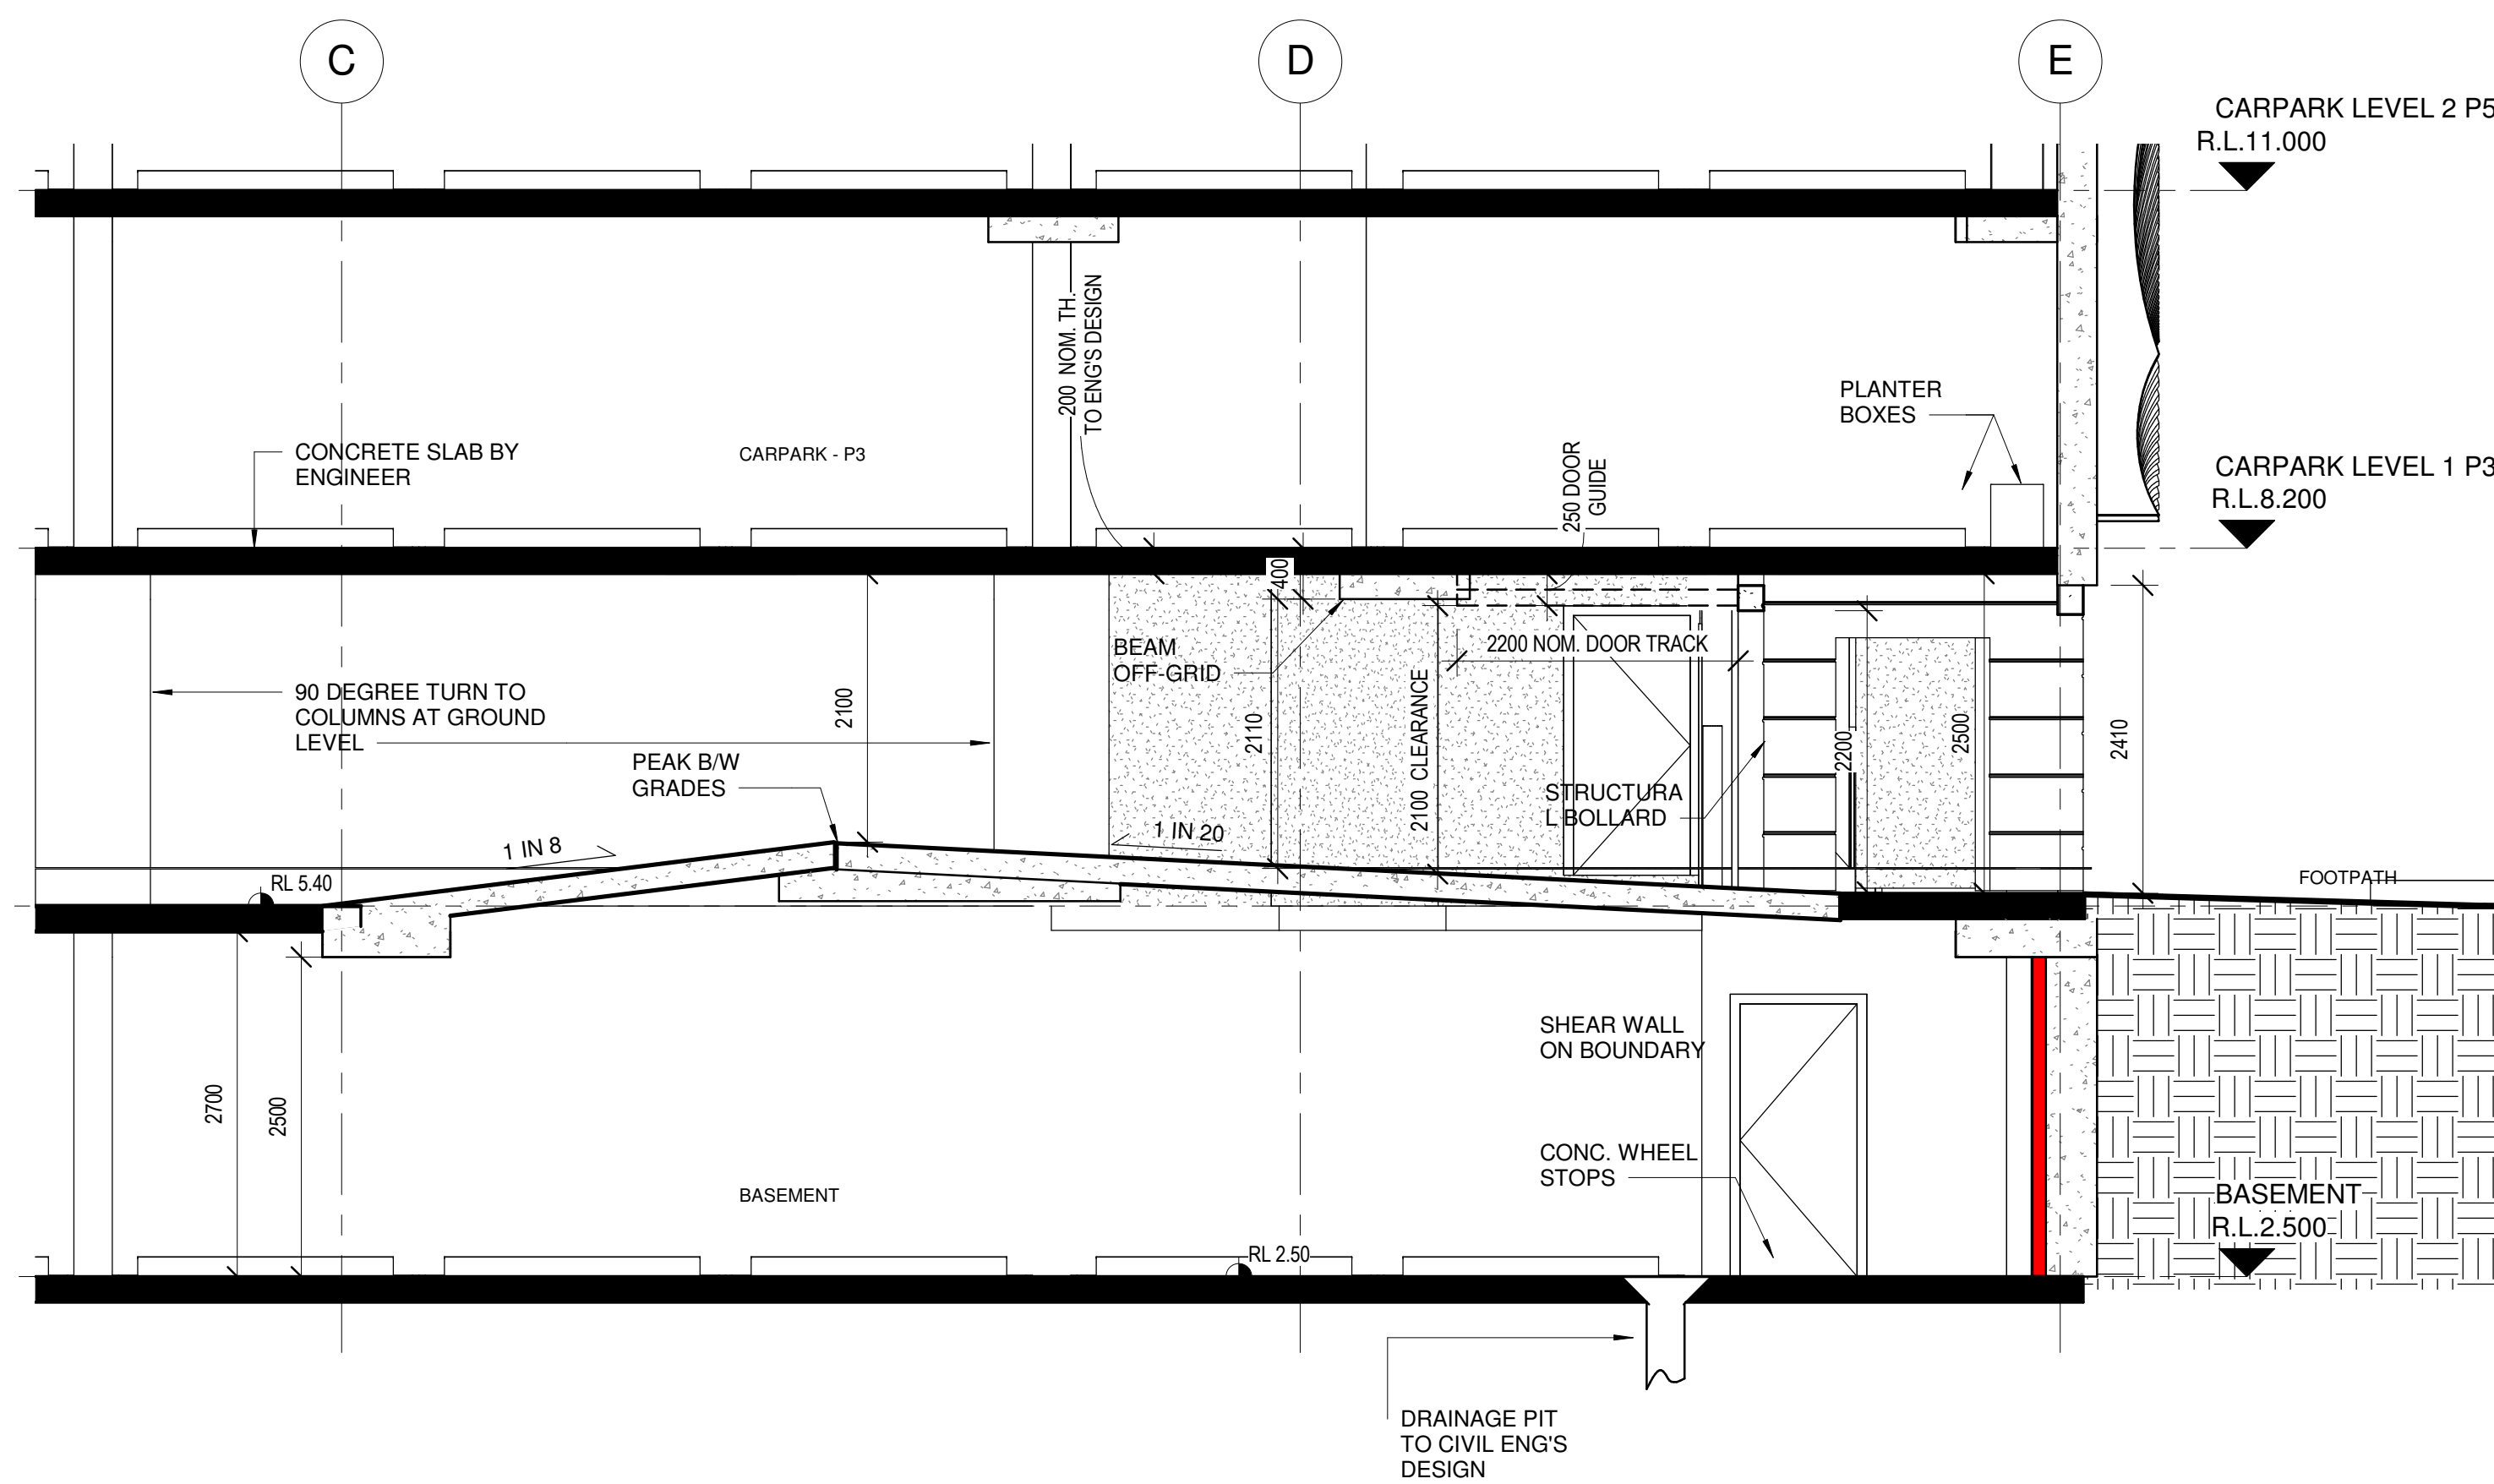 C
D
E
CARPARK LEVEL 2 P5
R.L.11.000
200 NOM. TH.
TO ENG'S DESIGN
PLANTER
BOXES
CONCRETE SLAB BY
ENGINEER
CARPARK - P3
250 DOOR
GUIDE
CARPARK LEVEL 1 P3
R.L.8.200
400
BEAM
OFF-GRID
2200 NOM. DOOR TRACK
90 DEGREE TURN TO
COLUMNS AT GROUND
LEVEL
2100
2110
2100 CLEARANCE
2200
2500
2410
PEAK B/W
GRADES
STRUCTURA
L BOLLARD
1 IN 8
1 IN 20
RL 5.40
FOOTPATH
SHEAR WALL
ON BOUNDARY
2700
2500
CONC. WHEEL
STOPS
BASEMENT
BASEMENT
R.L.2.500
RL 2.50
DRAINAGE PIT
TO CIVIL ENG'S
DESIGN